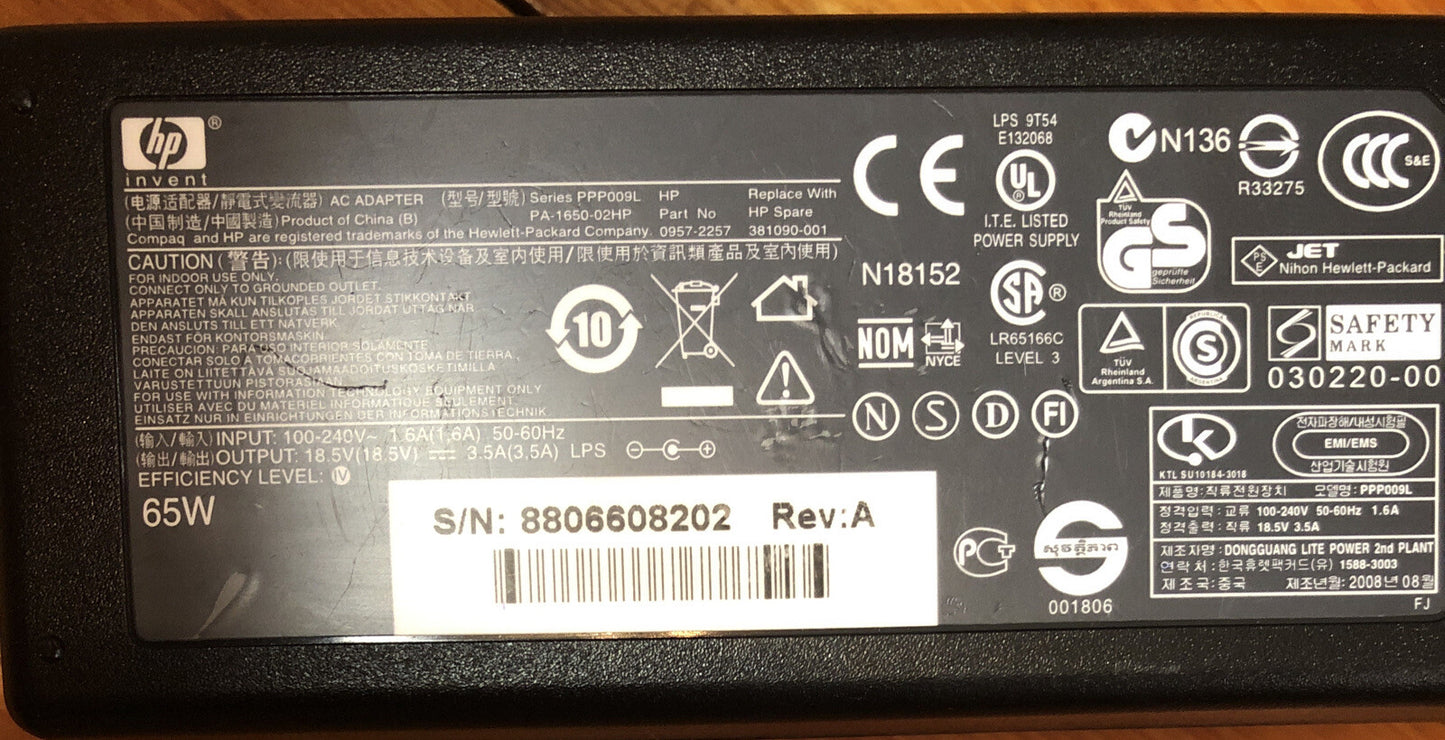 hp ®
invent
(电源适配器/靜電式變流器) AC ADAPTER (型号/型號) Series PPP009L HP Replace With
(中国制造/中國製造) Product of China (B) PA-1650-02HP Part No HP Spare
Compaq and HP are registered trademarks of the Hewlett-Packard Company. 0957-2257 381090-001
CAUTION (警告): (限使用于信息技术设备及室内使用/限使用於資訊類產品及室內使用)
FOR INDOOR USE ONLY.
CONNECT ONLY TO GROUNDED OUTLET.
APPARATET MÅ KUN TILKOPLES JORDET STIKKONTAKT
APPARATEN SKALL ANSLUTAS TILL JORDAT UTTAG NÄR
DEN ANSLUTS TILL ETT NÄTVERK.
ENDAST FÖR KONTORSMASKIN.
PRECAUCION: PARA USO INTERIOR SOLAMENTE.
CONECTAR SOLO A TOMACORRIENTES CON TOMA DE TIERRA.
LAITE ON LIITETTÄVÄ SUOJAMAADOITUSKOSKETIMILLA
VARUSTETTUUN PISTORASIA
FOR USE WITH INFORMATION TECHNOLOGY EQUIPMENT ONLY
UTILISER AVEC DU MATERIEL INFORMATIQUE SEULEMENT.
EINSATZ NUR IN EINRICHTUNGEN DER INFORMATIONSTECHNIK.
(输入/輸入) INPUT: 100-240V~ 1.6A(1.6A) 50-60Hz
(输出/輸出) OUTPUT: 18.5V(18.5V) ⎓ 3.5A(3.5A) LPS
EFFICIENCY LEVEL: IV
65W
S/N: 8806608202 Rev:A
10
CE
N18152
NOM
NYCE
N S D FI
LPS 9T54
E132068
UL ®
I.T.E. LISTED
POWER SUPPLY
SA ®
LR65166C
LEVEL 3
PCT
001806
N136
R33275
CCC S&E
TÜV
Rheinland
Product Safety
GS
geprüfte
Sicherheit
PS
E
JET
Nihon Hewlett-Packard
TÜV
Rheinland
Argentina S.A.
REPUBLICA
S
ARGENTINA
SAFETY
MARK
030220-00
K
KTL SU10184-3018
전자파장해/내성시험필
EMI/EMS
산업기술시험원
제품명: 직류전원장치 모델명: PPP009L
정격입력: 교류 100-240V 50-60Hz 1.6A
정격출력: 직류 18.5V 3.5A
제조자명: DONGGUANG LITE POWER 2nd PLANT
연락처: 한국휴렛팩커드(유) 1588-3003
제조국: 중국 제조년월: 2008년 08월
FJ